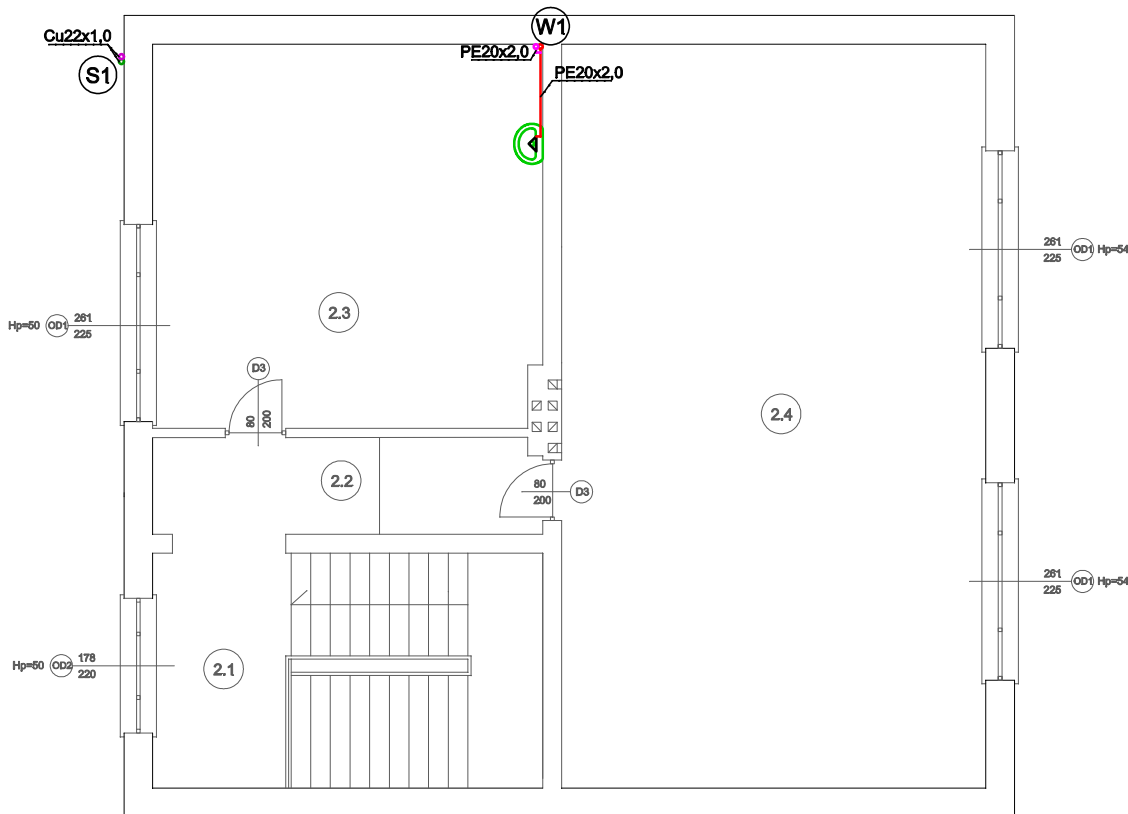 W1
Cu22x1,0
PE20x2,0
S1
PE20x2,0
261
225
OD1
Hp=54
2.3
Hp=50
OD1
261
225
D3
80
200
2.4
2.2
80
200
D3
261
225
OD1
Hp=54
Hp=50
OD2
178
220
2.1